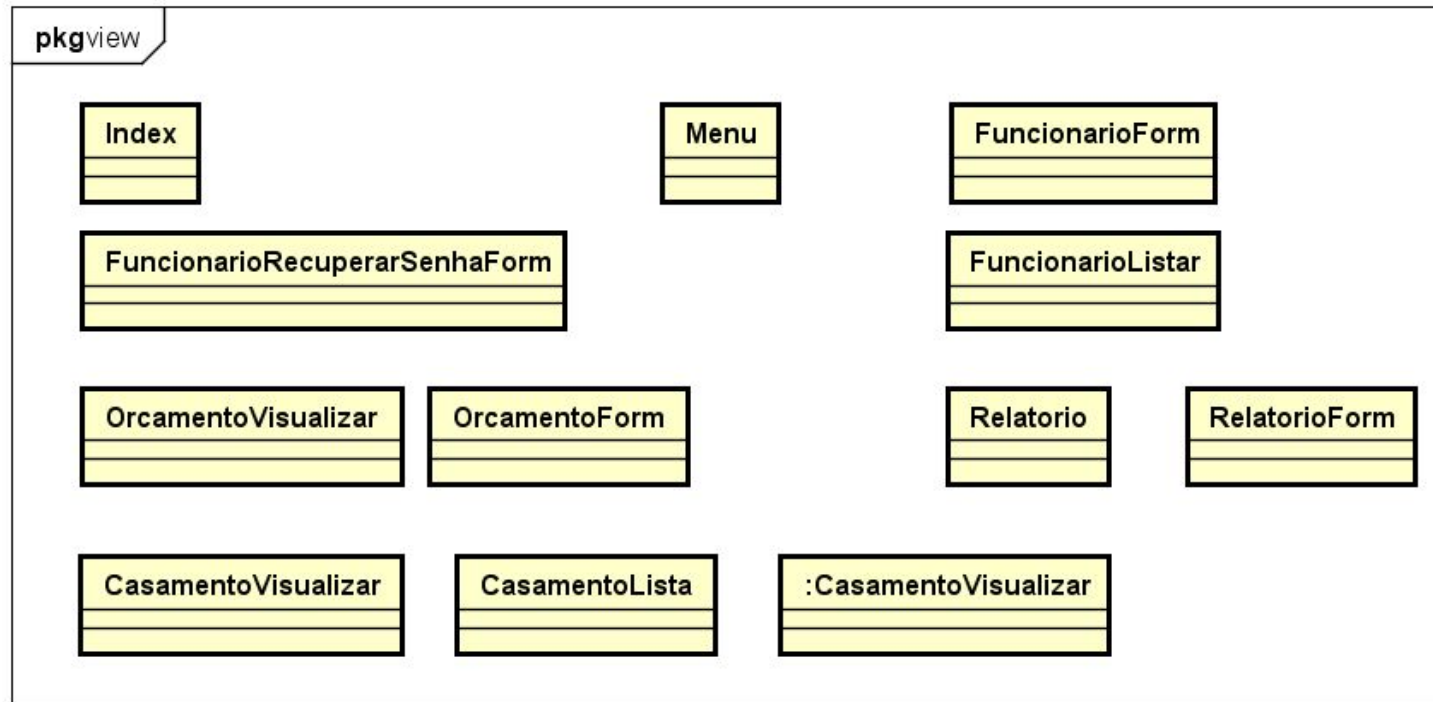 pkgview
Index
Menu
FuncionarioForm
FuncionarioRecuperarSenhaForm
FuncionarioListar
OrcamentoVisualizar
OrcamentoForm
Relatorio
RelatorioForm
CasamentoVisualizar
CasamentoLista
:CasamentoVisualizar